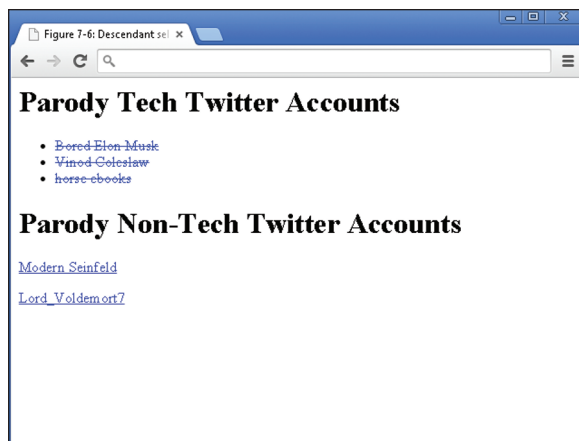 Figure 7-6: Descendant sel
Parody Tech Twitter Accounts
Bored Elon Musk
Vinod Coleslaw
horse ebooks
Parody Non-Tech Twitter Accounts
Modern Seinfeld
Lord_Voldemort7